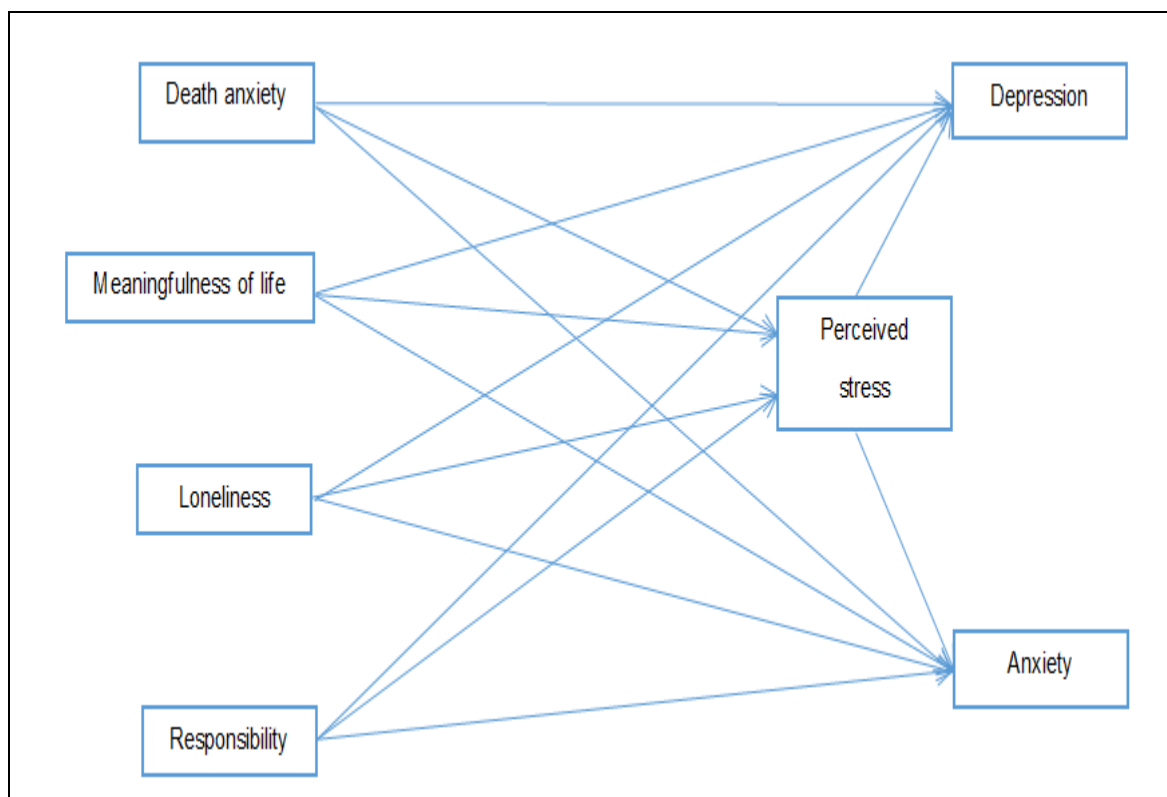 Death anxiety
Depression
Meaningfulness of life
Perceived
stress
Loneliness
Anxiety
Responsibility